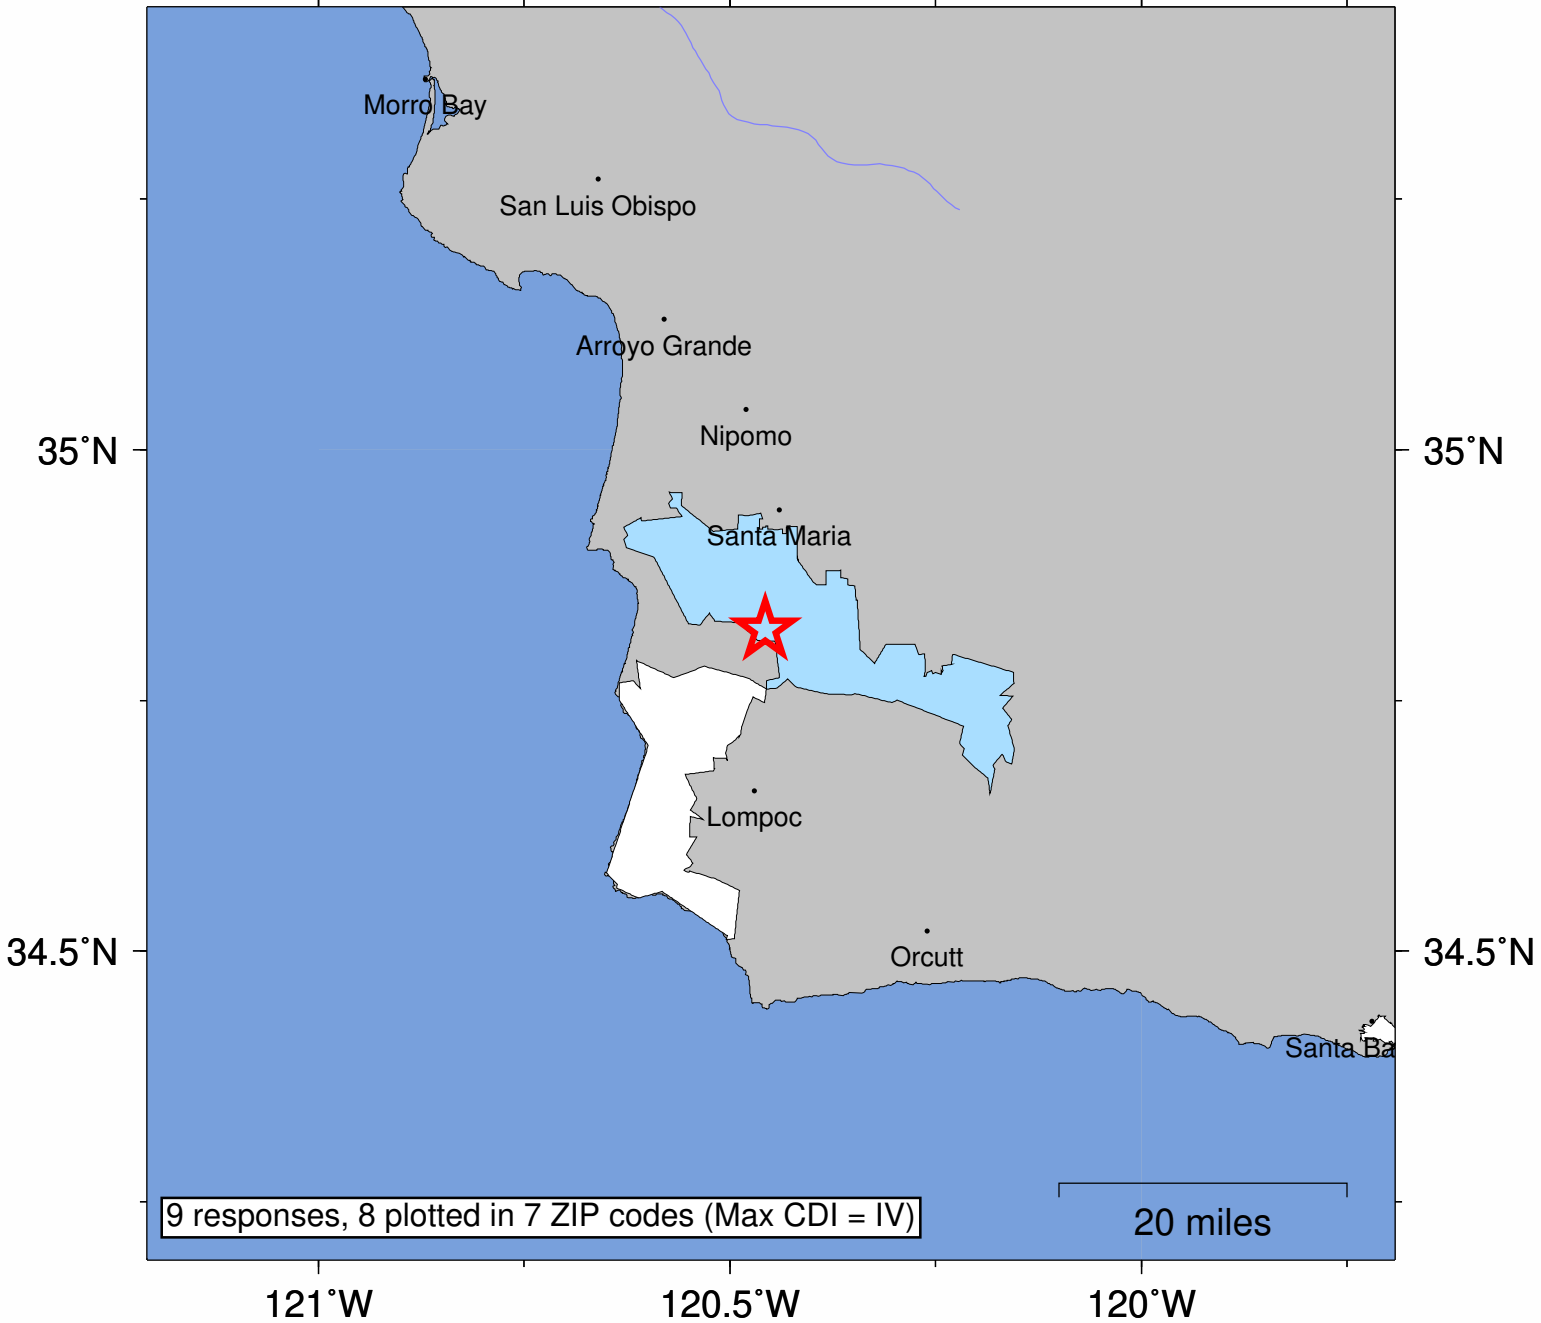 Morro Bay
San Luis Obispo
Arroyo Grande
Nipomo
35˚N
35˚N
Santa Maria
Lompoc
34.5˚N
Orcutt
34.5˚N
Santa Ba
9 responses, 8 plotted in 7 ZIP codes (Max CDI = IV)
20 miles
121˚W
120.5˚W
120˚W